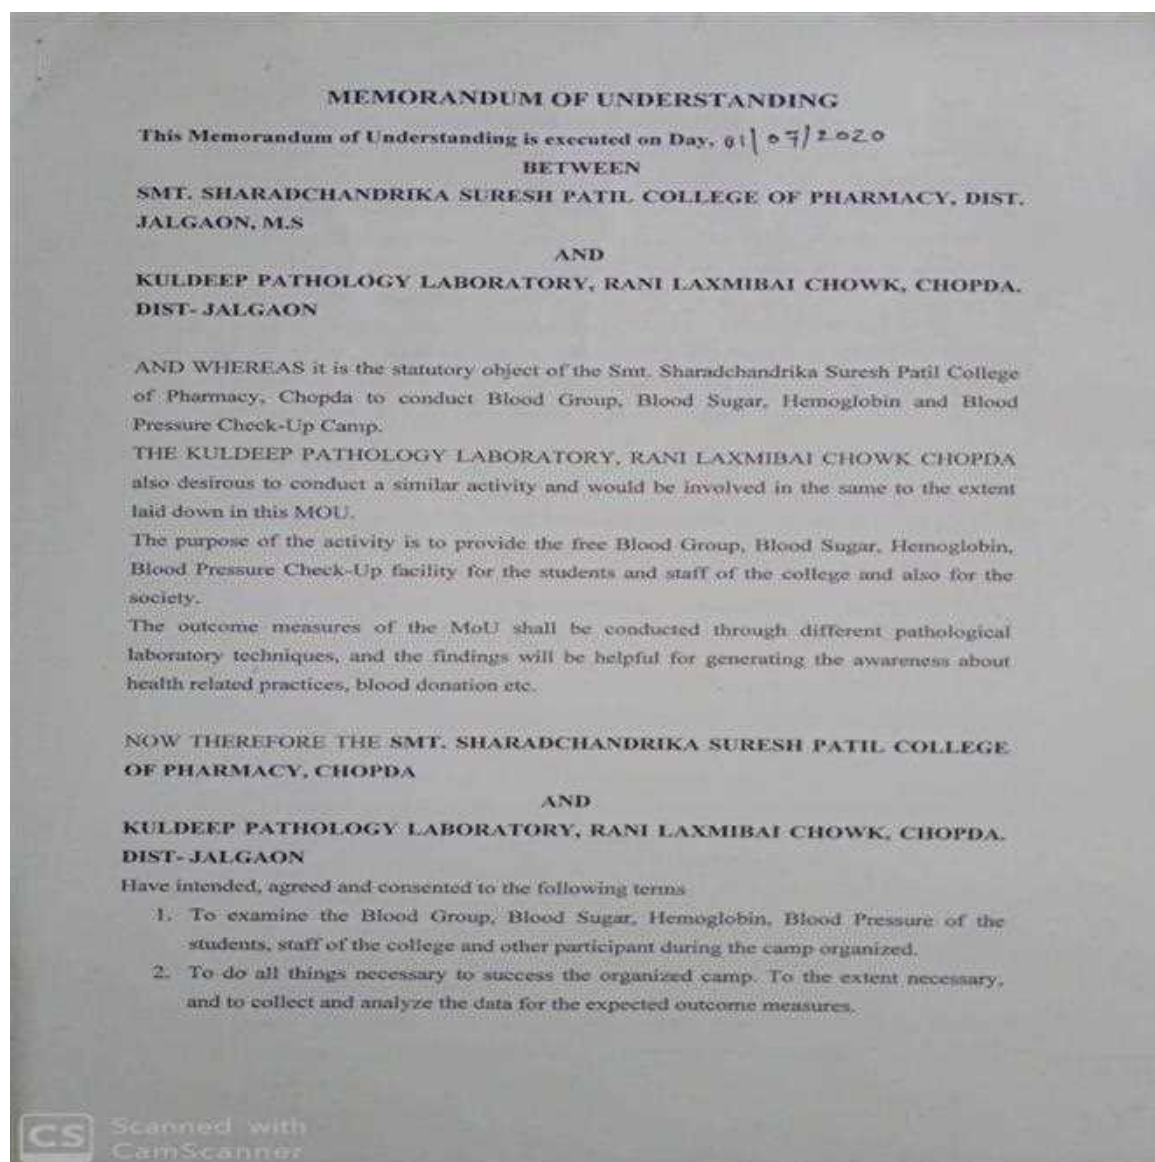 MEMORANDUM OF UNDERSTANDING
This Memorandum of Understanding is executed on Day, 01/07/2020
BETWEEN
SMT. SHARADCHANDRIKA SURESH PATIL COLLEGE OF PHARMACY, DIST.
JALGAON, M.S
AND
KULDEEP PATHOLOGY LABORATORY, RANI LAXMIBAI CHOWK, CHOPDA.
DIST- JALGAON
AND WHEREAS it is the statutory object of the Smt. Sharadchandrika Suresh Patil College
of Pharmacy, Chopda to conduct Blood Group, Blood Sugar, Hemoglobin and Blood
Pressure Check-Up Camp.
THE KULDEEP PATHOLOGY LABORATORY, RANI LAXMIBAI CHOWK CHOPDA
also desirous to conduct a similar activity and would be involved in the same to the extent
laid down in this MOU.
The purpose of the activity is to provide the free Blood Group, Blood Sugar, Hemoglobin,
Blood Pressure Check-Up facility for the students and staff of the college and also for the
society.
The outcome measures of the MoU shall be conducted through different pathological
laboratory techniques, and the findings will be helpful for generating the awareness about
health related practices, blood donation etc.
NOW THEREFORE THE SMT. SHARADCHANDRIKA SURESH PATIL COLLEGE
OF PHARMACY, CHOPDA
AND
KULDEEP PATHOLOGY LABORATORY, RANI LAXMIBAI CHOWK, CHOPDA.
DIST- JALGAON
Have intended, agreed and consented to the following terms
1. To examine the Blood Group, Blood Sugar, Hemoglobin, Blood Pressure of the
students, staff of the college and other participant during the camp organized.
2. To do all things necessary to success the organized camp. To the extent necessary,
and to collect and analyze the data for the expected outcome measures.
CS Scanned with
CamScanner